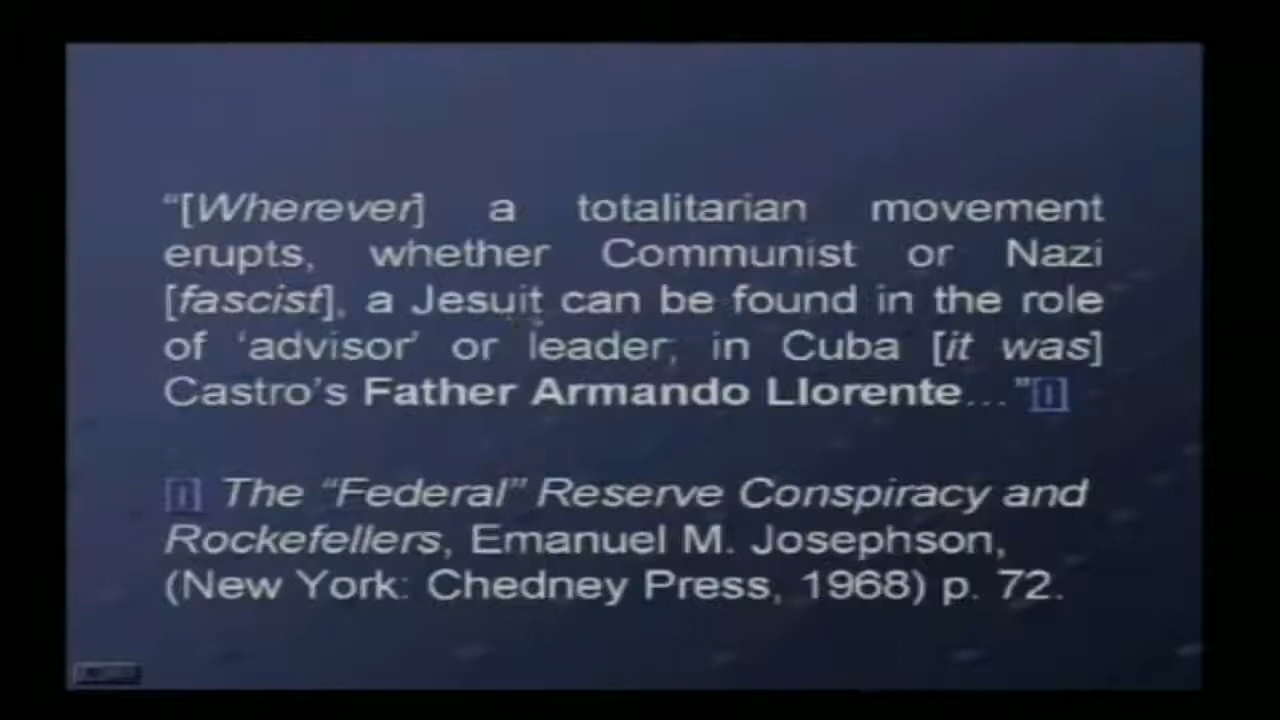 “[Wherever] a totalitarian movement
erupts, whether Communist or Nazi
[fascist], a Jesuit can be found in the role
of ‘advisor’ or leader; in Cuba [it was]
Castro’s Father Armando Llorente…”[i]
[i] The “Federal” Reserve Conspiracy and
Rockefellers, Emanuel M. Josephson,
(New York: Chedney Press, 1968) p. 72.